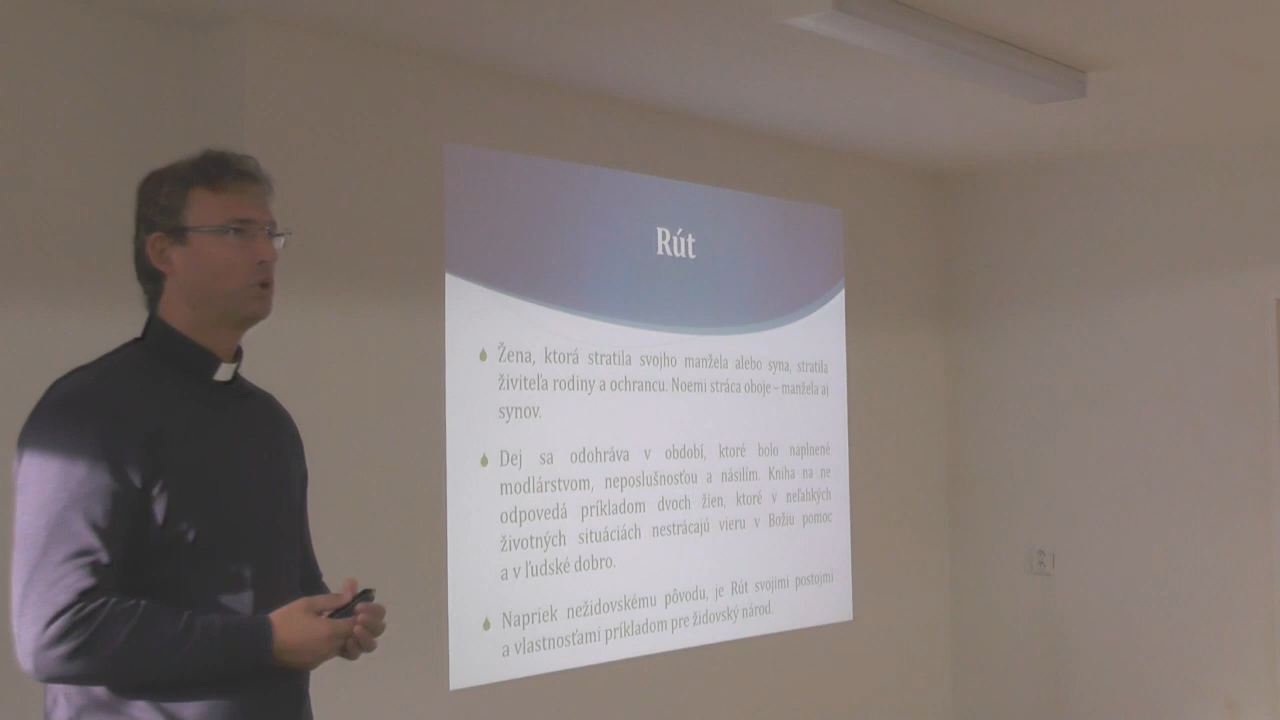 Rút
Žena, ktorá stratila svojho manžela alebo syna, stratila
živiteľa rodiny a ochrancu. Noemi stráca oboje – manžela aj
synov.
Dej sa odohráva v období, ktoré bolo naplnené
modlárstvom, neposlušnosťou a násilím. Kniha na ne
odpovedá príkladom dvoch žien, ktoré v neľahkých
životných situáciách nestrácajú vieru v Božiu pomoc
a v ľudské dobro.
Napriek nežidovskému pôvodu, je Rút svojimi postojmi
a vlastnosťami príkladom pre židovský národ.